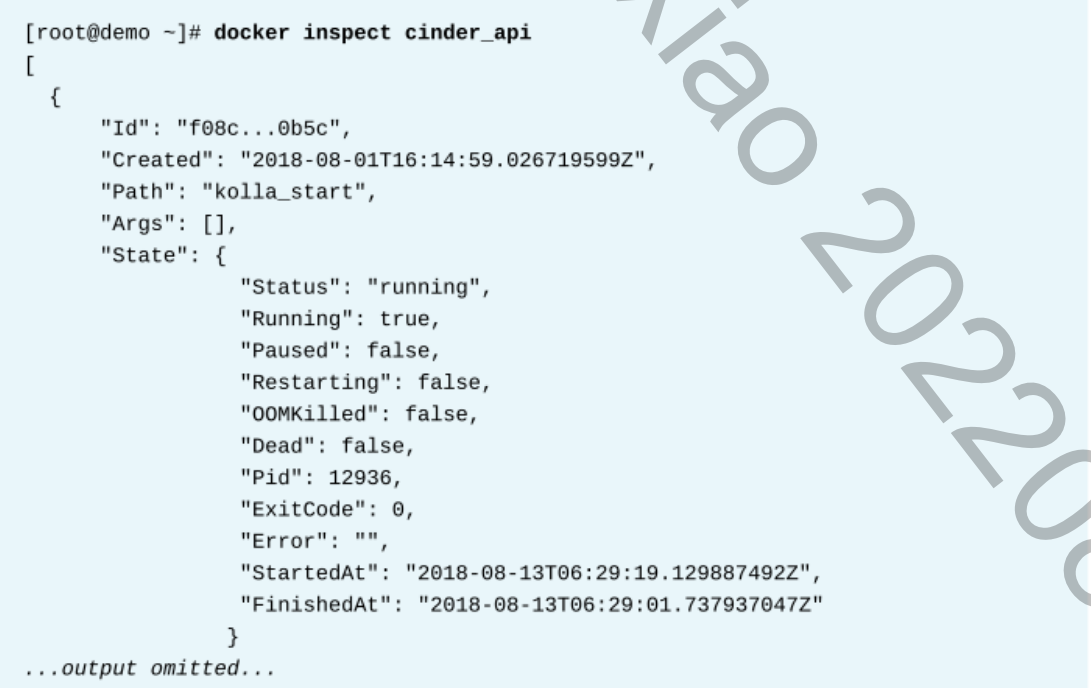 [root@demo ~]# docker inspect cinder_api
[
  {
      "Id": "f08c...0b5c",
      "Created": "2018-08-01T16:14:59.026719599Z",
      "Path": "kolla_start",
      "Args": [],
      "State": {
                 "Status": "running",
                 "Running": true,
                 "Paused": false,
                 "Restarting": false,
                 "OOMKilled": false,
                 "Dead": false,
                 "Pid": 12936,
                 "ExitCode": 0,
                 "Error": "",
                 "StartedAt": "2018-08-13T06:29:19.129887492Z",
                 "FinishedAt": "2018-08-13T06:29:01.737937047Z"
                }
...output omitted...